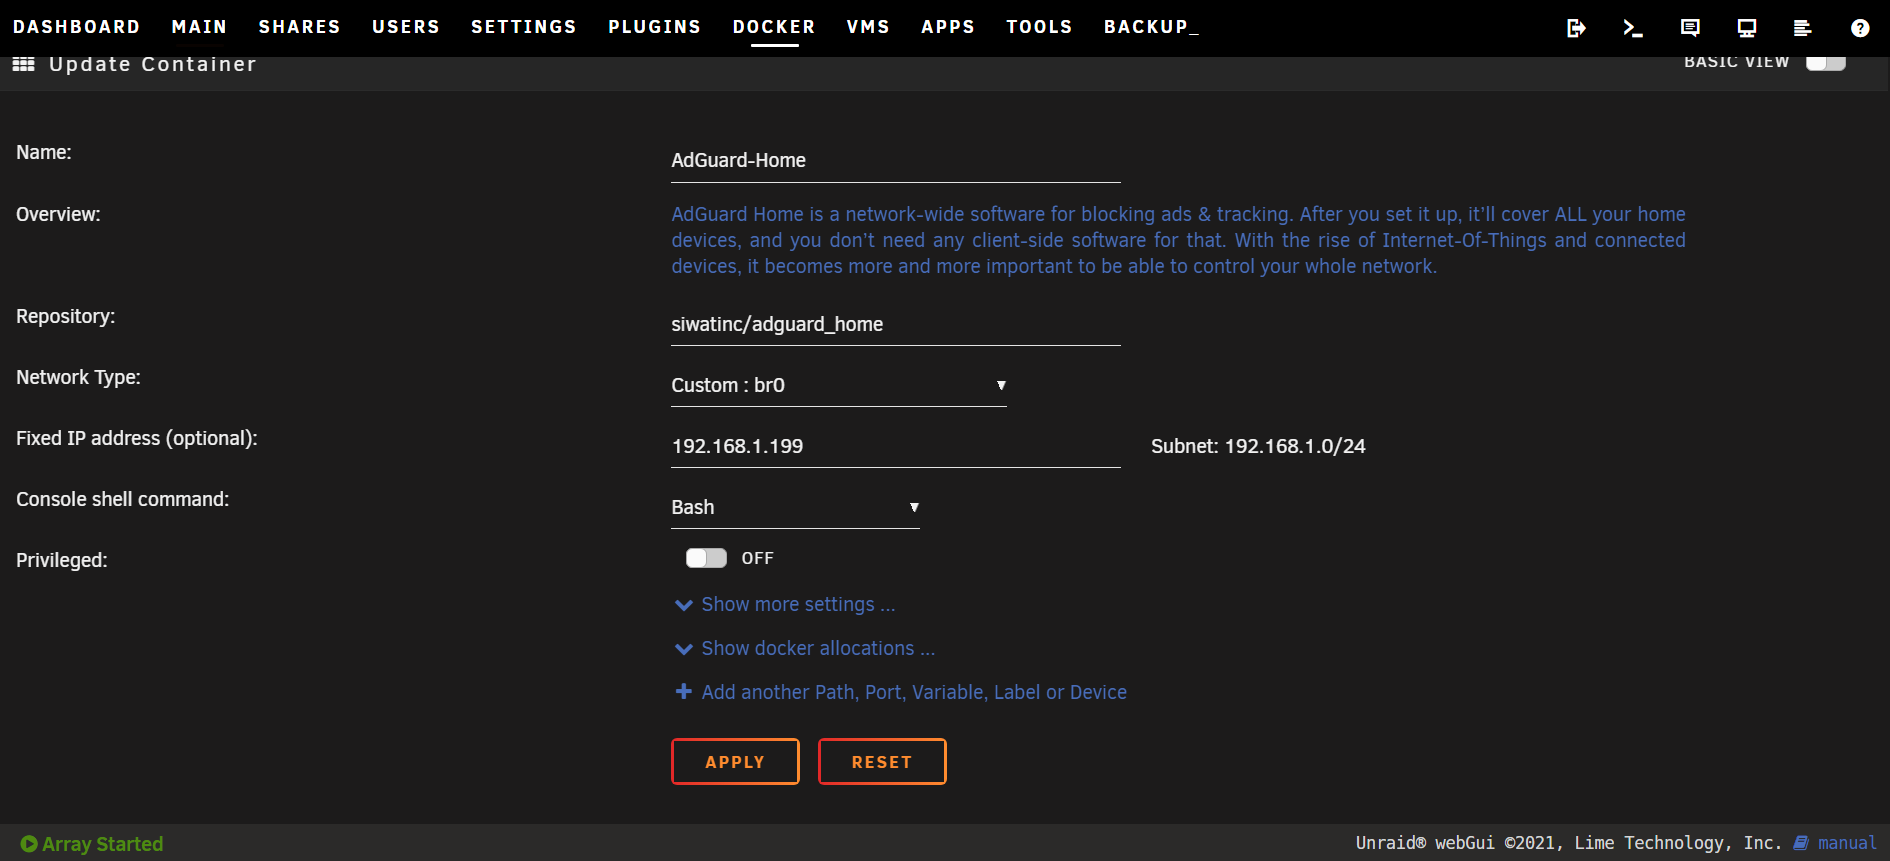 DASHBOARD MAIN SHARES USERS SETTINGS PLUGINS DOCKER VMS APPS TOOLS BACKUP_
Update Container
BASIC VIEW
Name:
AdGuard-Home
Overview:
AdGuard Home is a network-wide software for blocking ads & tracking. After you set it up, it'll cover ALL your home
devices, and you don't need any client-side software for that. With the rise of Internet-Of-Things and connected
devices, it becomes more and more important to be able to control your whole network.
Repository:
siwatinc/adguard_home
Network Type:
Custom : br0
Fixed IP address (optional):
192.168.1.199
Subnet: 192.168.1.0/24
Console shell command:
Bash
Privileged:
OFF
Show more settings ...
Show docker allocations ...
Add another Path, Port, Variable, Label or Device
APPLY
RESET
Array Started
Unraid® webGui ©2021, Lime Technology, Inc. manual